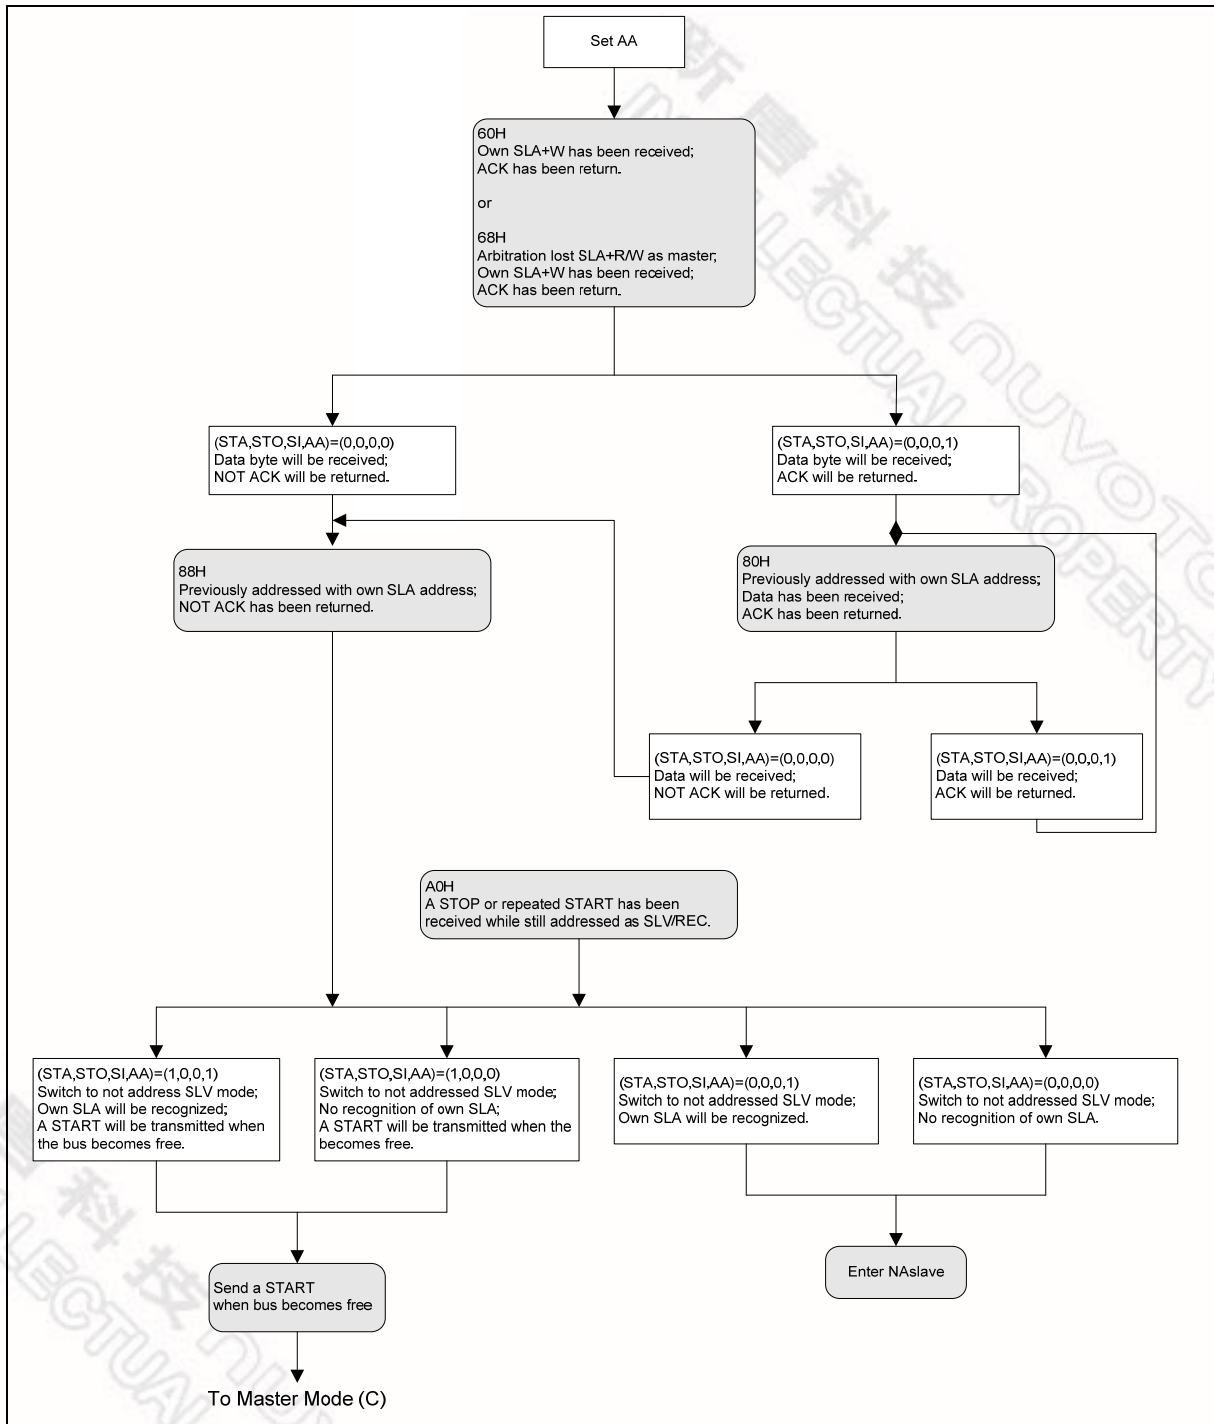 Set AA
60H
Own SLA+W has been received;
ACK has been return.
or
68H
Arbitration lost SLA+R/W as master;
Own SLA+W has been received;
ACK has been return.
(STA,STO,SI,AA)=(0,0,0,0)
Data byte will be received;
NOT ACK will be returned.
(STA,STO,SI,AA)=(0,0,0,1)
Data byte will be received;
ACK will be returned.
88H
Previously addressed with own SLA address;
NOT ACK has been returned.
80H
Previously addressed with own SLA address;
Data has been received;
ACK has been returned.
(STA,STO,SI,AA)=(0,0,0,0)
Data will be received;
NOT ACK will be returned.
(STA,STO,SI,AA)=(0,0,0,1)
Data will be received;
ACK will be returned.
A0H
A STOP or repeated START has been
received while still addressed as SLV/REC.
(STA,STO,SI,AA)=(1,0,0,1)
Switch to not address SLV mode;
Own SLA will be recognized;
A START will be transmitted when
the bus becomes free.
(STA,STO,SI,AA)=(1,0,0,0)
Switch to not addressed SLV mode;
No recognition of own SLA;
A START will be transmitted when the
becomes free.
(STA,STO,SI,AA)=(0,0,0,1)
Switch to not addressed SLV mode;
Own SLA will be recognized.
(STA,STO,SI,AA)=(0,0,0,0)
Switch to not addressed SLV mode;
No recognition of own SLA.
Send a START
when bus becomes free
Enter NAslave
To Master Mode (C)
新唐科技 nuvoTo
INTELLECTUAL PROPERTY
唐科技 nu
LLECTUAL